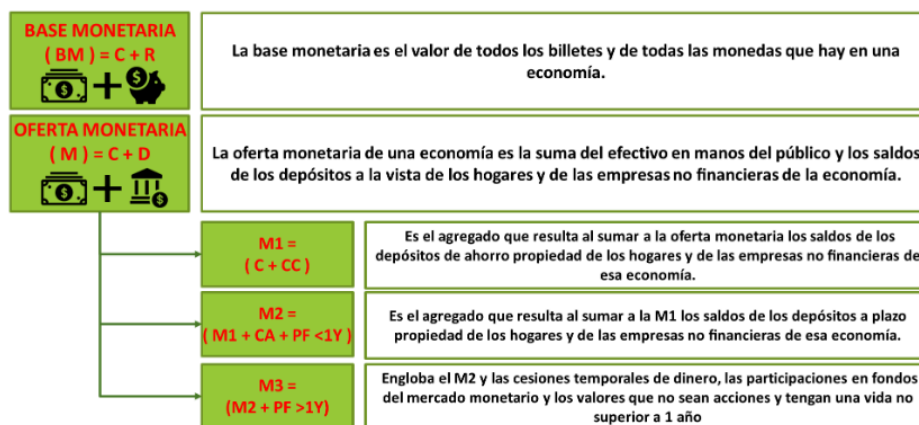 BASE MONETARIA
( BM ) = C + R
La base monetaria es el valor de todos los billetes y de todas las monedas que hay en una
economía.
OFERTA MONETARIA
( M ) = C + D
La oferta monetaria de una economía es la suma del efectivo en manos del público y los saldos
de los depósitos a la vista de los hogares y de las empresas no financieras de la economía.
M1 =
( C + CC )
Es el agregado que resulta al sumar a la oferta monetaria los saldos de los
depósitos de ahorro propiedad de los hogares y de las empresas no financieras de
esa economía.
M2 =
( M1 + CA + PF <1Y )
Es el agregado que resulta al sumar a la M1 los saldos de los depósitos a plazo
propiedad de los hogares y de las empresas no financieras de esa economía.
M3 =
(M2 + PF >1Y)
Engloba el M2 y las cesiones temporales de dinero, las participaciones en fondos
del mercado monetario y los valores que no sean acciones y tengan una vida no
superior a 1 año